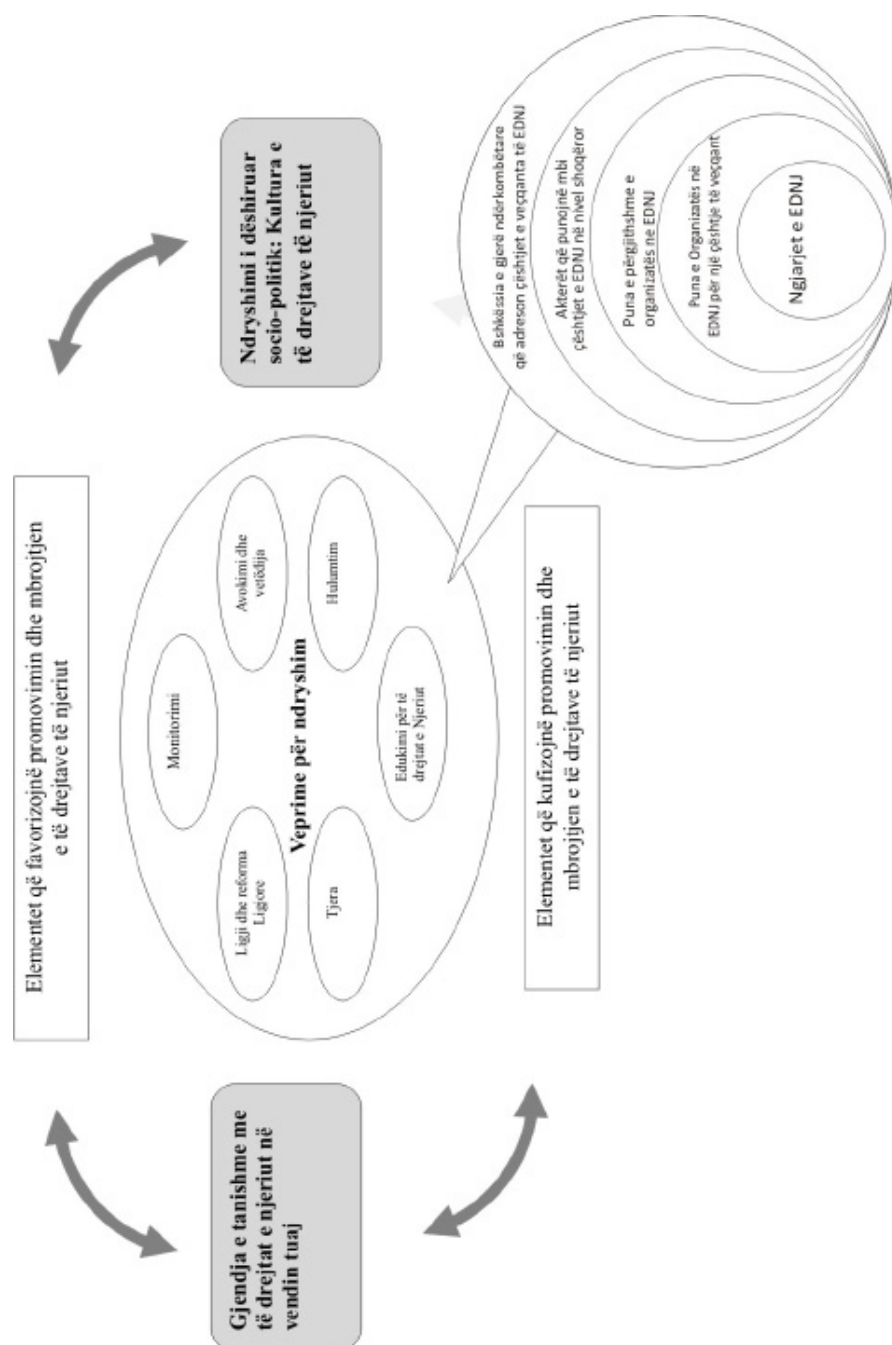 Elementet që favorizojnë promovimin dhe mbrojtjen
e të drejtave të njeriut
Gjendja e tanishme me
të drejtat e njeriut në
vendin tuaj
Ligji dhe reforma
Ligjore
Monitorimi
Avokimi dhe
vetëdija
Veprime për ndryshim
Tjera
Edukimi për të
drejtat e Njeriut
Hulumtim
Ndryshimi i dëshiruar
socio-politik: Kultura e
të drejtave të njeriut
Elementet që kufizojnë promovimin dhe
mbrojtjen e të drejtave të njeriut
Bshkëssia e gjerë ndërkombëtare
që adreson çështjet e veçqanta të EDNJ
Akterët që punojnë mbi
çështjet e EDNJ në nivel shoqëror
Puna e përgjithshme e
organizatës ne EDNJ
Puna e Organizatës në
EDNJ për një çështje të veçqant
Ngjarjet e EDNJ